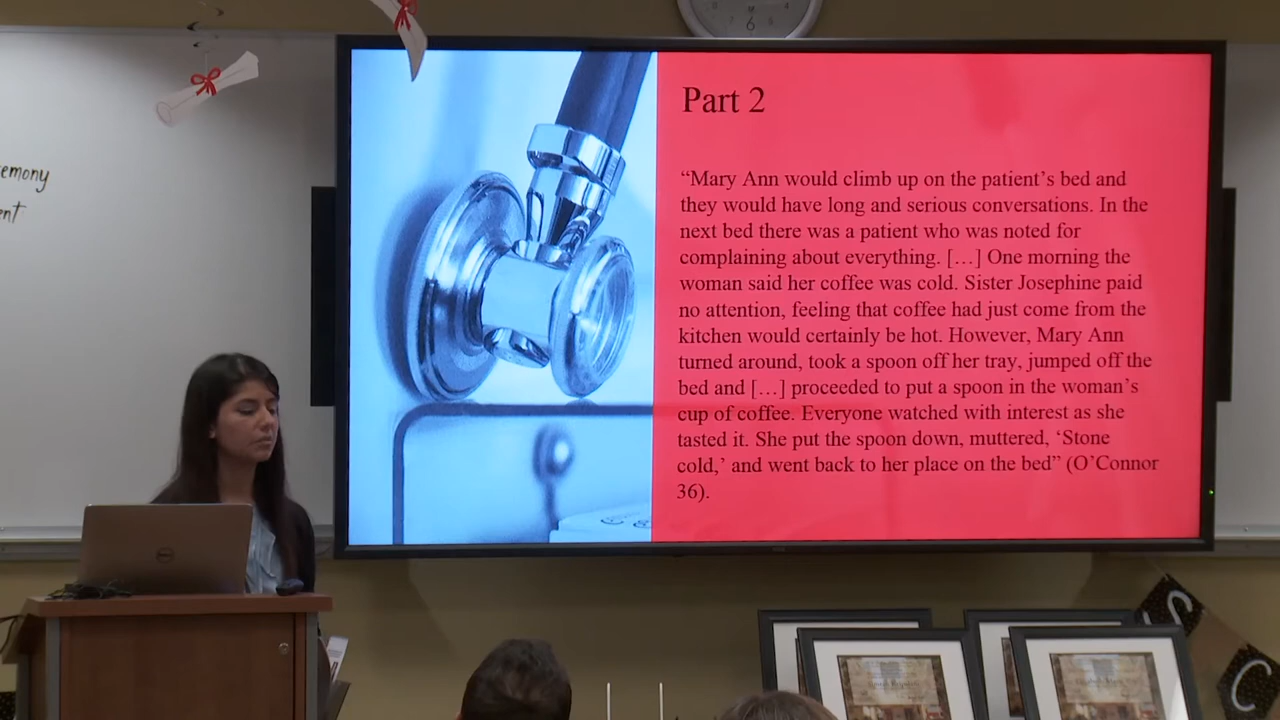 6
emony
ent
Part 2
“Mary Ann would climb up on the patient’s bed and
they would have long and serious conversations. In the
next bed there was a patient who was noted for
complaining about everything. […] One morning the
woman said her coffee was cold. Sister Josephine paid
no attention, feeling that coffee had just come from the
kitchen would certainly be hot. However, Mary Ann
turned around, took a spoon off her tray, jumped off the
bed and […] proceeded to put a spoon in the woman’s
cup of coffee. Everyone watched with interest as she
tasted it. She put the spoon down, muttered, ‘Stone
cold,’ and went back to her place on the bed” (O’Connor
36).
DELL
S
C